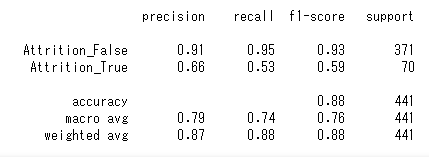 precision recall f1-score support
Attrition_False 0.91 0.95 0.93 371
Attrition_True 0.66 0.53 0.59 70
accuracy 0.88 441
macro avg 0.79 0.74 0.76 441
weighted avg 0.87 0.88 0.88 441